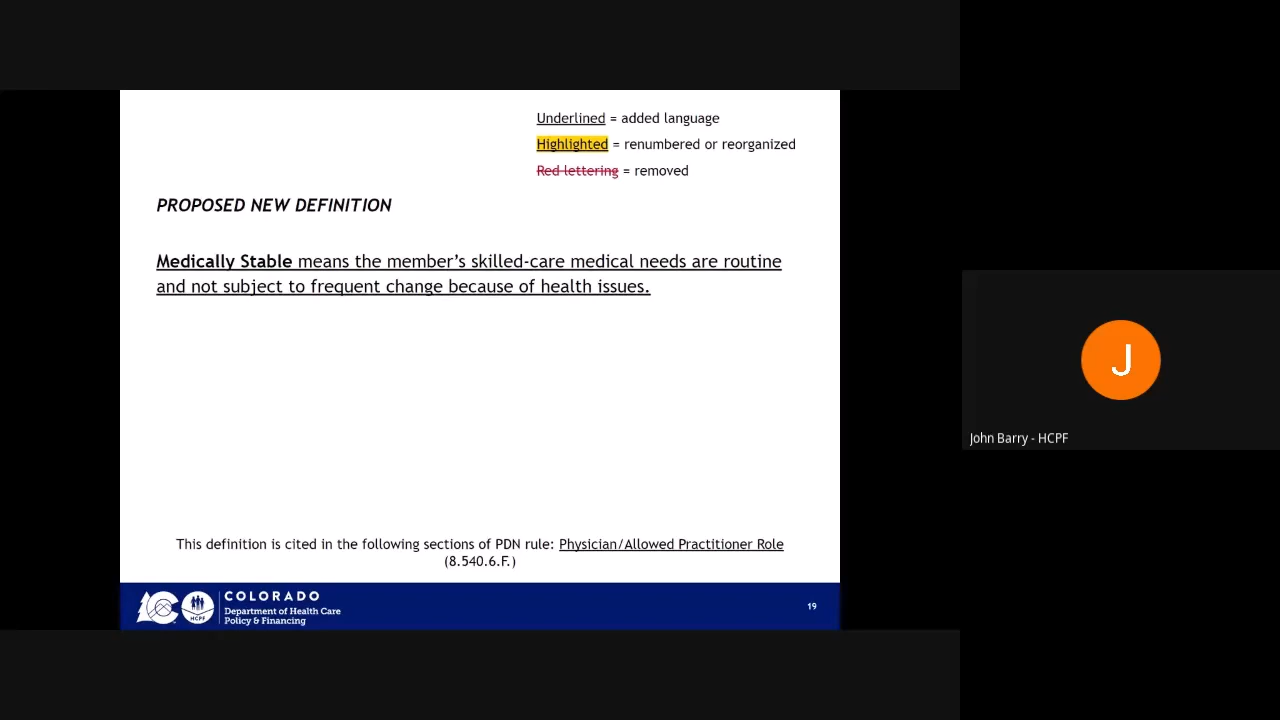 Underlined = added language
Highlighted = renumbered or reorganized
Red lettering = removed
PROPOSED NEW DEFINITION
Medically Stable means the member’s skilled-care medical needs are routine
and not subject to frequent change because of health issues.
J
John Barry - HCPF
This definition is cited in the following sections of PDN rule: Physician/Allowed Practitioner Role
(8.540.6.F.)
HCPF
COLORADO
Department of Health Care
Policy & Financing
19